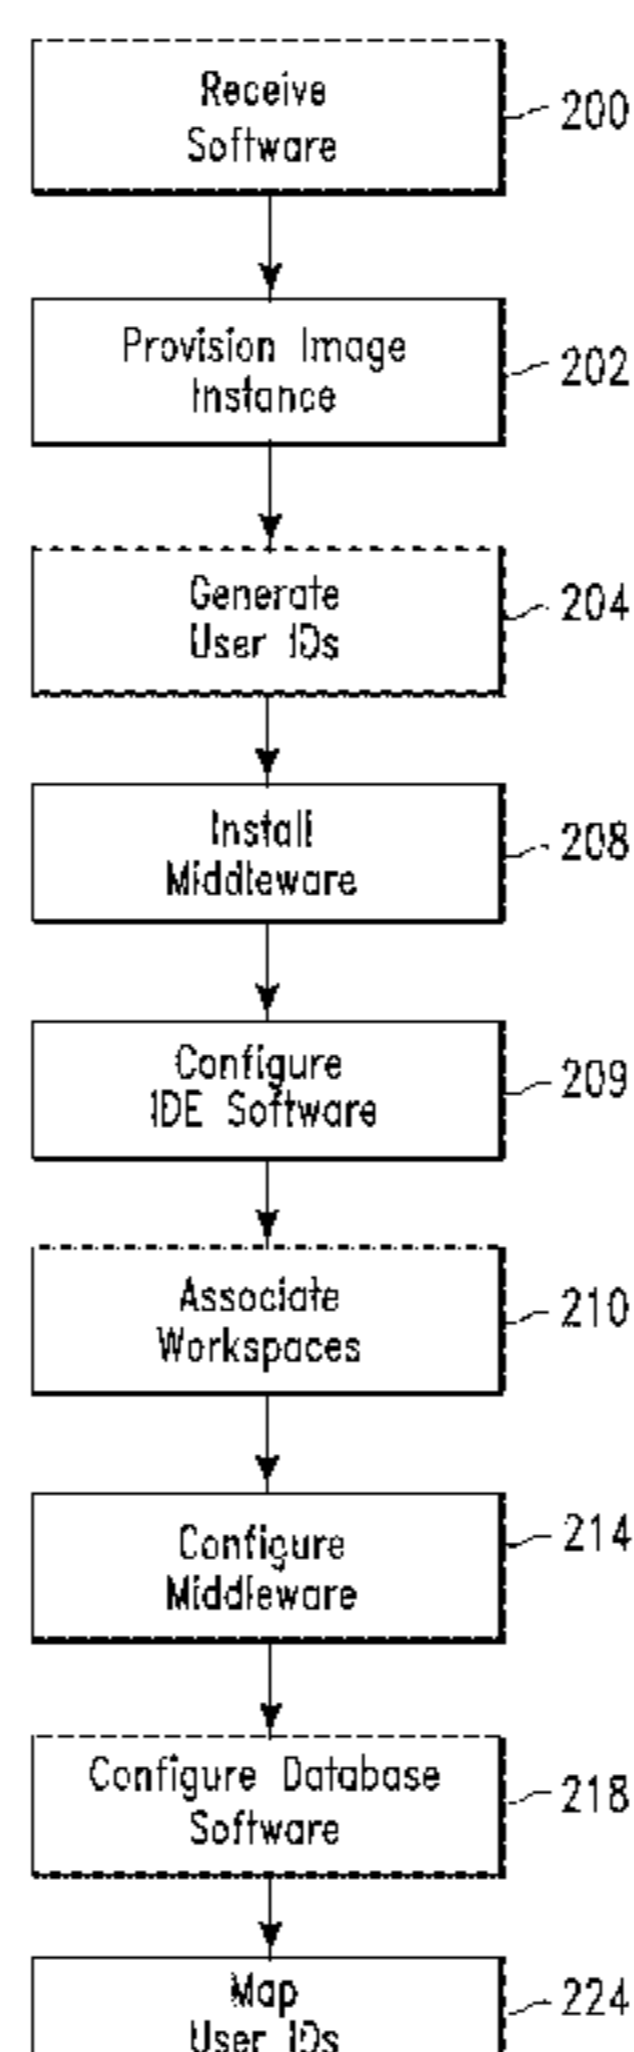 Receive
Software
200
Provision Image
Instance
202
Generate
User IDs
204
Install
Middleware
208
Configure
IDE Software
209
Associate
Workspaces
210
Configure
Middleware
214
Configure Database
Software
218
Map
User IDs
224